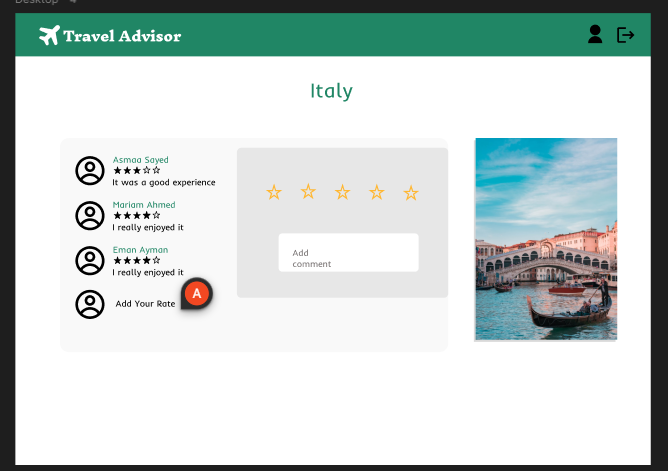 Desktop - 4
Travel Advisor
Italy
Asmaa Sayed
★★★☆☆
It was a good experience
Mariam Ahmed
★★★★☆
I really enjoyed it
Eman Ayman
★★★★☆
I really enjoyed it
Add Your Rate
A
☆ ☆ ☆ ☆ ☆
Add
comment